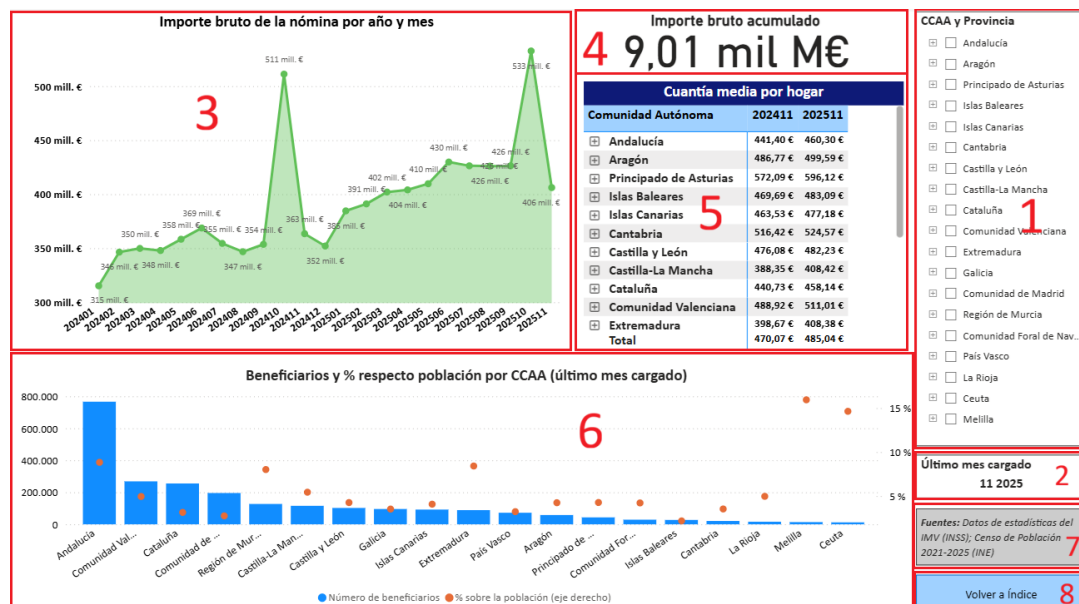 Importe bruto de la nómina por año y mes
500 mill. €
450 mill. €
400 mill. €
350 mill. €
300 mill. €
315 mill. €
346 mill. €
350 mill. €
348 mill. €
358 mill. €
369 mill. €
355 mill. €
347 mill. €
354 mill. €
511 mill. €
363 mill. €
352 mill. €
385 mill. €
391 mill. €
402 mill. €
404 mill. €
410 mill. €
430 mill. €
426 mill. €
426 mill. €
533 mill. €
406 mill. €
3
202401
202402
202403
202404
202405
202406
202407
202408
202409
202410
202411
202412
202501
202502
202503
202504
202505
202506
202507
202508
202509
202510
202511
Importe bruto acumulado
4
9,01 mil M€
Cuantía media por hogar
Comunidad Autónoma 202411 202511
Andalucía 441,40 € 460,30 €
Aragón 486,77 € 499,59 €
Principado de Asturias 572,09 € 596,12 €
Islas Baleares 469,69 € 483,09 €
Islas Canarias 463,53 € 477,18 €
Cantabria 516,42 € 524,57 €
Castilla y León 476,08 € 482,23 €
Castilla-La Mancha 388,35 € 408,42 €
Cataluña 440,73 € 458,14 €
Comunidad Valenciana 488,92 € 511,01 €
Extremadura 398,67 € 408,38 €
Total 470,07 € 485,04 €
5
CCAA y Provincia
Andalucía
Aragón
Principado de Asturias
Islas Baleares
Islas Canarias
Cantabria
Castilla y León
Castilla-La Mancha
Cataluña
Comunidad Valenciana
Extremadura
Galicia
Comunidad de Madrid
Región de Murcia
Comunidad Foral de Nav...
País Vasco
La Rioja
Ceuta
Melilla
1
Beneficiarios y % respecto población por CCAA (último mes cargado)
800.000
600.000
400.000
200.000
0
15 %
10 %
5 %
6
Andalucía
Comunidad Val...
Cataluña
Comunidad de ...
Región de Mur...
Castilla-La Man...
Castilla y León
Galicia
Islas Canarias
Extremadura
País Vasco
Aragón
Principado de ...
Comunidad For...
Islas Baleares
Cantabria
La Rioja
Melilla
Ceuta
Número de beneficiarios % sobre la población (eje derecho)
Último mes cargado
11 2025
2
Fuentes: Datos de estadísticas del
IMV (INSS); Censo de Población
2021-2025 (INE)
7
Volver a Índice
8